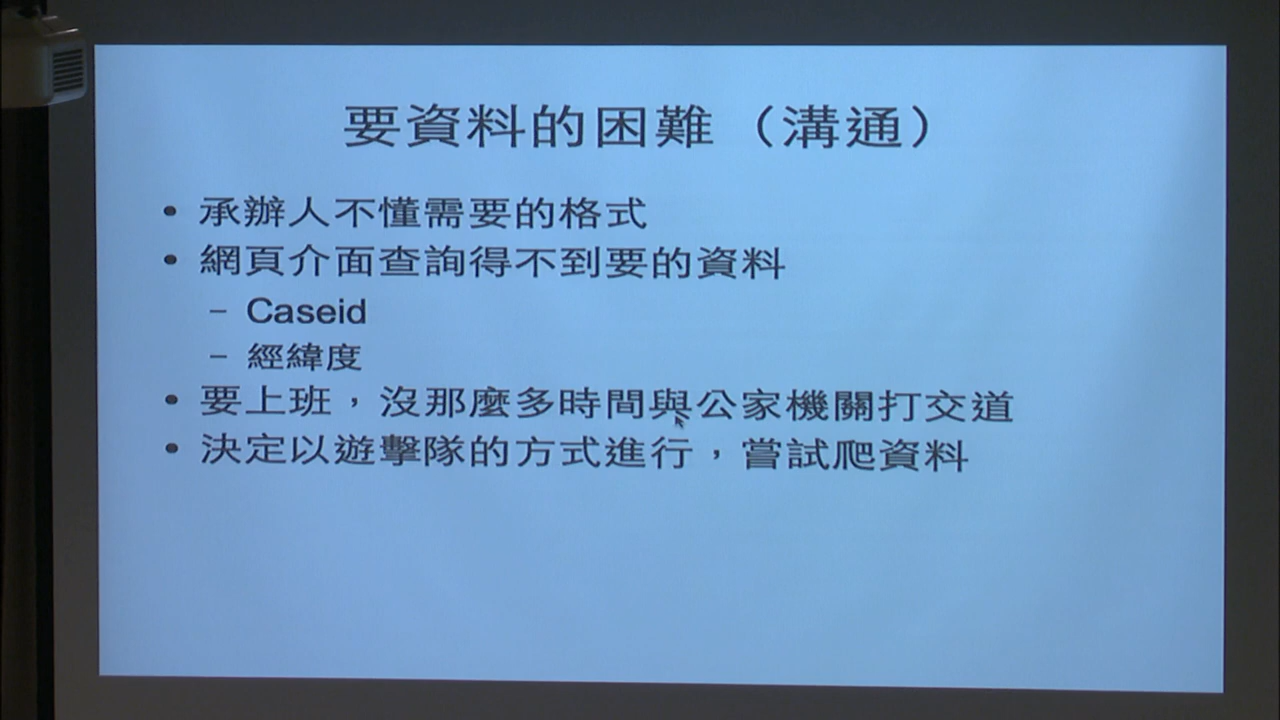 要資料的困難（溝通）
• 承辦人不懂需要的格式
• 網頁介面查詢得不到要的資料
– Caseid
– 經緯度
• 要上班，沒那麼多時間與公家機關打交道
• 決定以遊擊隊的方式進行，嘗試爬資料